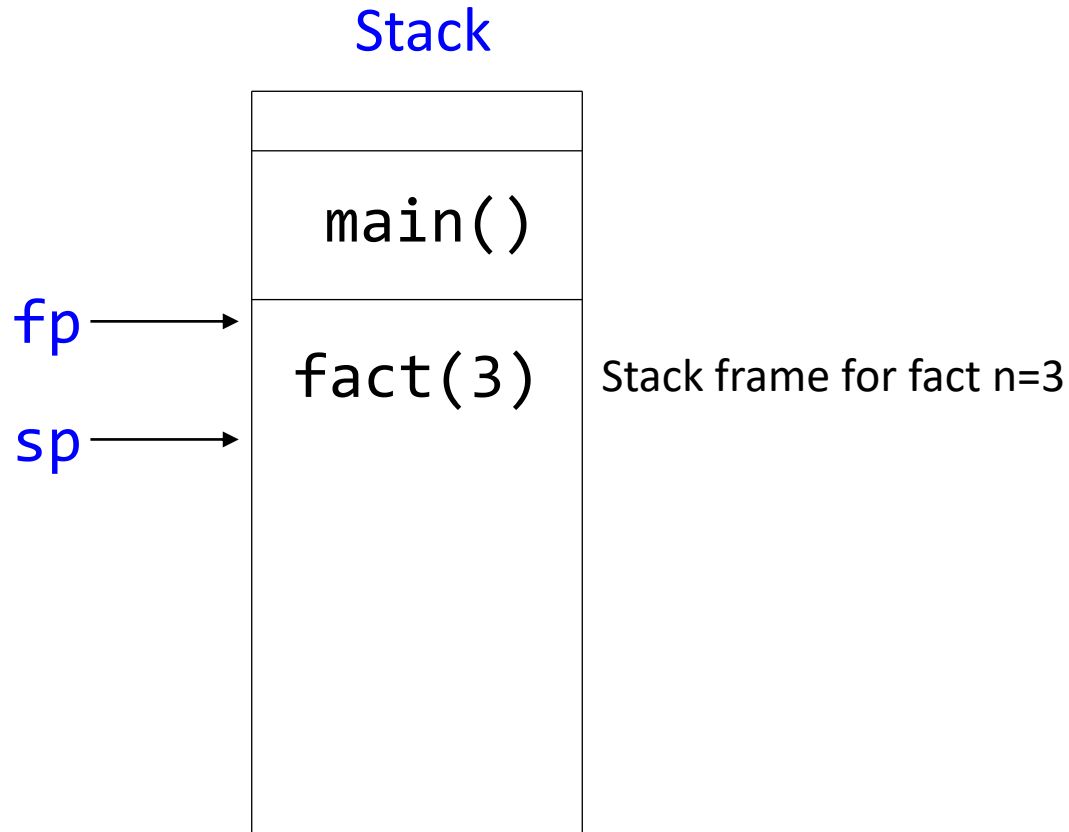 Stack
main()
fp
fact(3)
Stack frame for fact n=3
sp